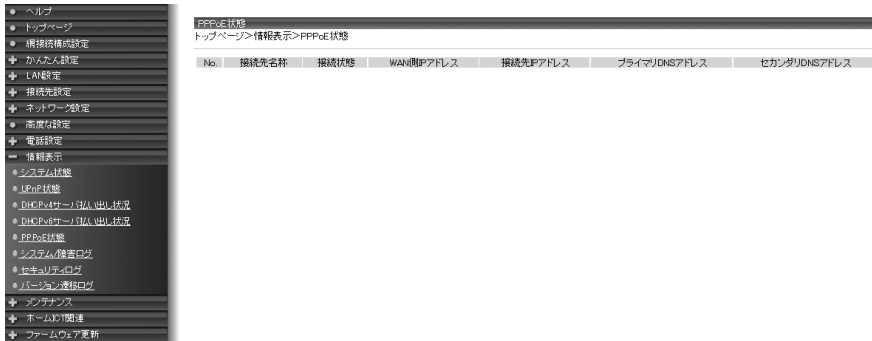 ヘルプ
トップページ
網接続構成設定
かんたん設定
LAN設定
接続先設定
ネットワーク設定
高度な設定
電話設定
情報表示
システム状態
UPnP状態
DHCPv4サーバ払い出し状況
DHCPv6サーバ払い出し状況
PPPoE状態
システム/障害ログ
セキュリティログ
バージョン遷移ログ
メンテナンス
ホームICT関連
ファームウェア更新
PPPoE状態
トップページ>情報表示>PPPoE状態
No. 接続先名称 接続状態 WAN側IPアドレス 接続先IPアドレス プライマリDNSアドレス セカンダリDNSアドレス